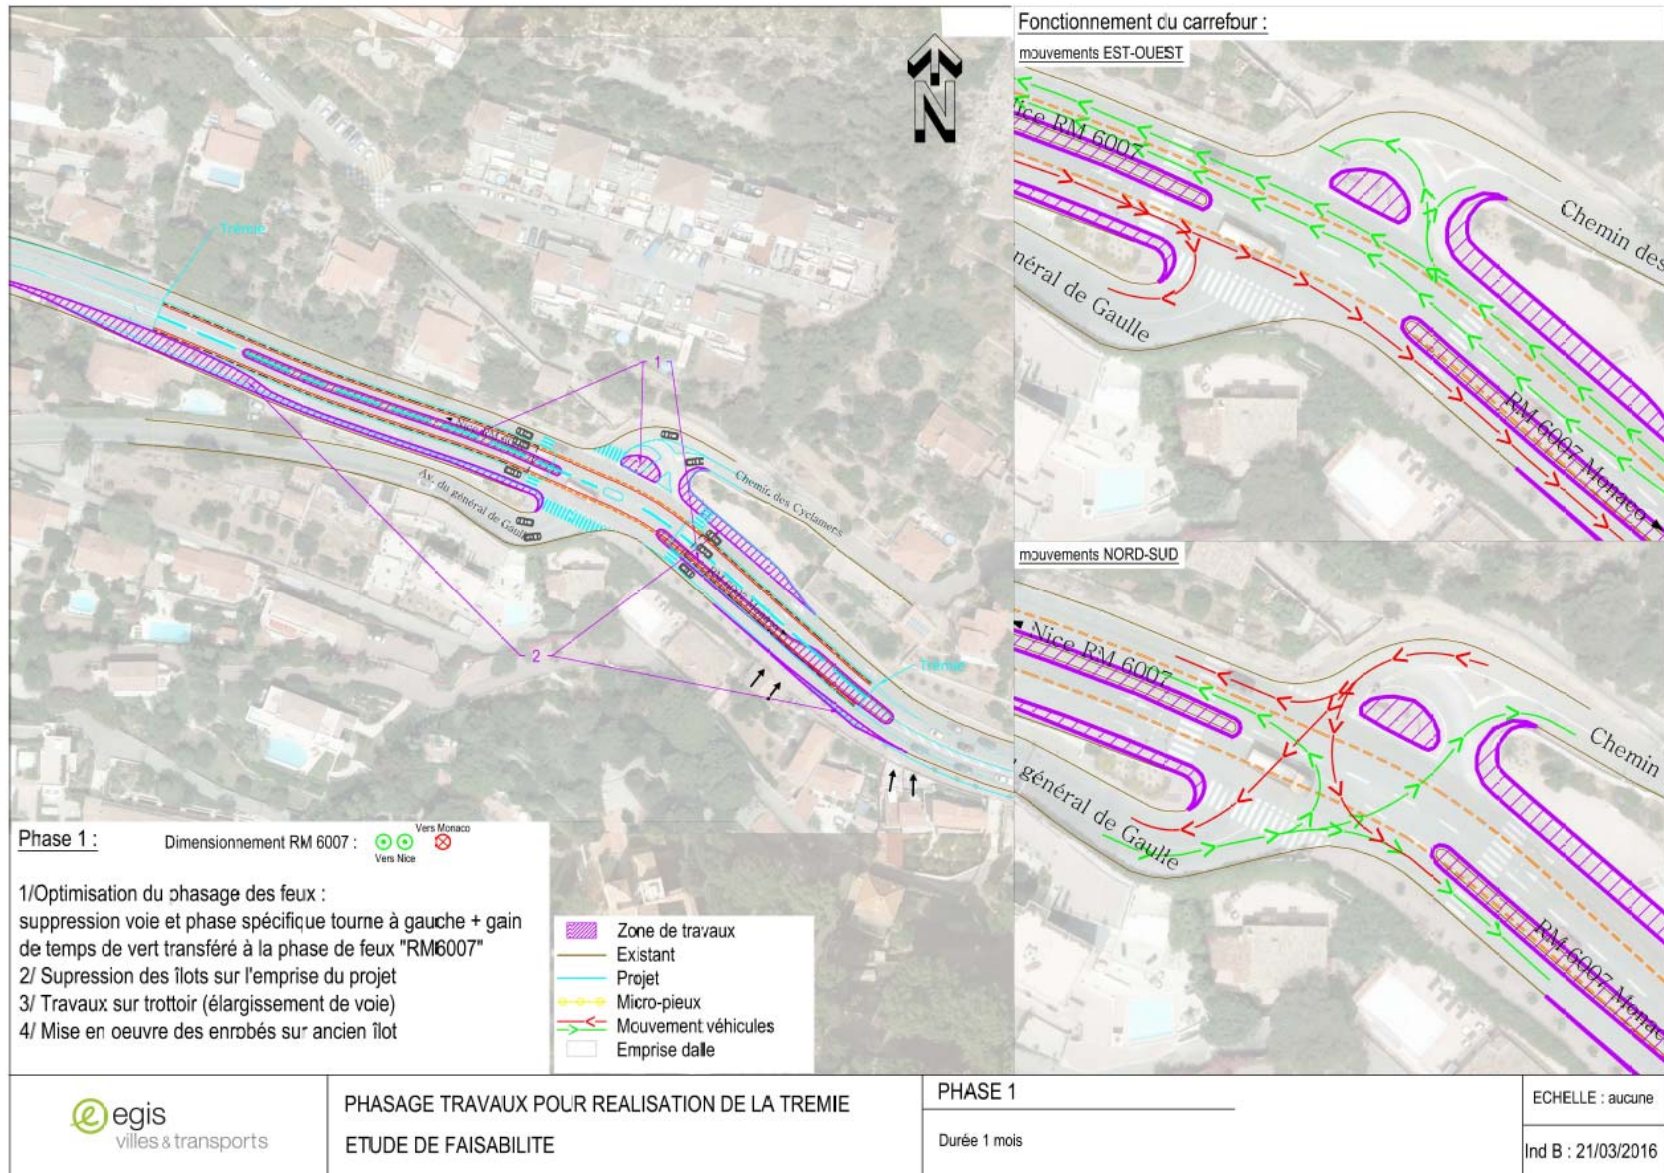 Fonctionnement du carrefour :
mouvements EST-OUEST
N
Nice RM 6007
Chemin des
néral de Gaulle
RM 6007 Monaco
Trémie
1
Nice RM 6007
Av. du général de Gaulle
Chemin des Cyclamens
2
Trémie
mouvements NORD-SUD
Nice RM 6007
Chemin
général de Gaulle
RM 6007 Monaco
Phase 1 :
Dimensionnement RM 6007 :
Vers Monaco
Vers Nice
1/Optimisation du phasage des feux :
suppression voie et phase spécifique tourne à gauche + gain
de temps de vert transféré à la phase de feux "RM6007"
2/ Supression des îlots sur l'emprise du projet
3/ Travaux sur trottoir (élargissement de voie)
4/ Mise en oeuvre des enrobés sur ancien îlot
Zone de travaux
Existant
Projet
Micro-pieux
Mouvement véhicules
Emprise dalle
egis
villes & transports
PHASAGE TRAVAUX POUR REALISATION DE LA TREMIE
ETUDE DE FAISABILITE
PHASE 1
Durée 1 mois
ECHELLE : aucune
Ind B : 21/03/2016